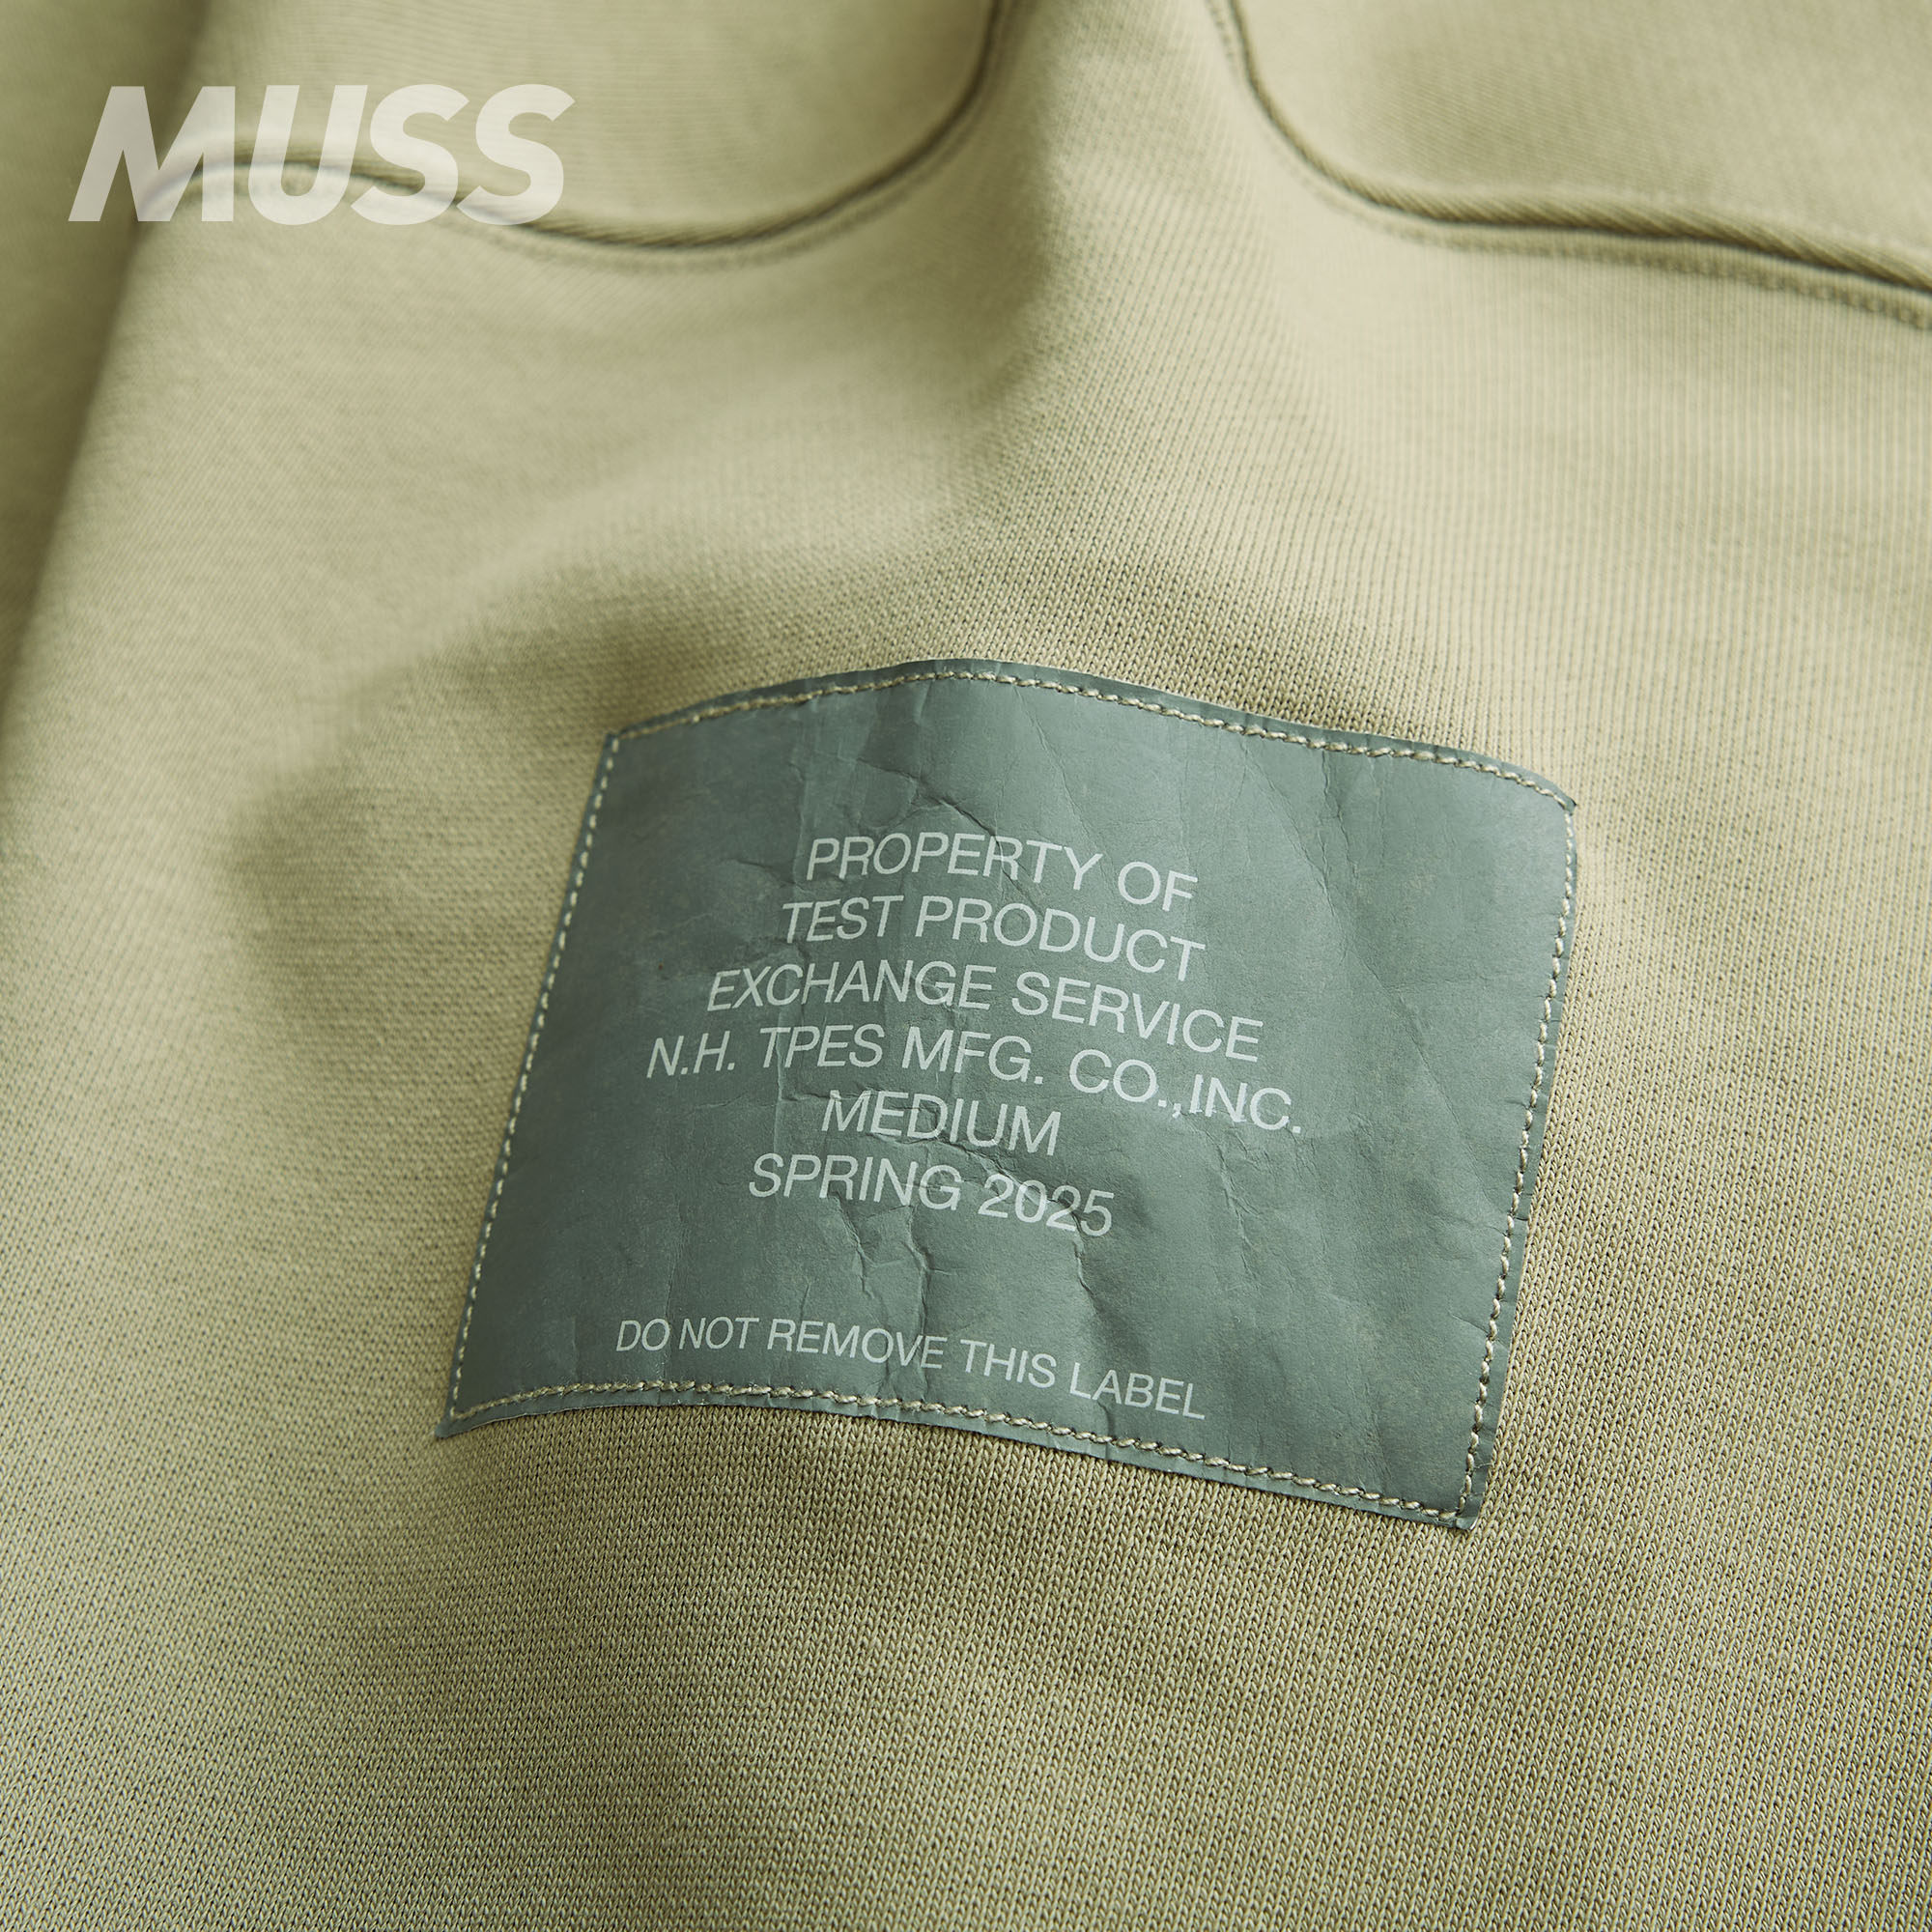 MUSS
PROPERTY OF
TEST PRODUCT
EXCHANGE SERVICE
N.H. TPES MFG. CO.,INC.
MEDIUM
SPRING 2025
DO NOT REMOVE THIS LABEL